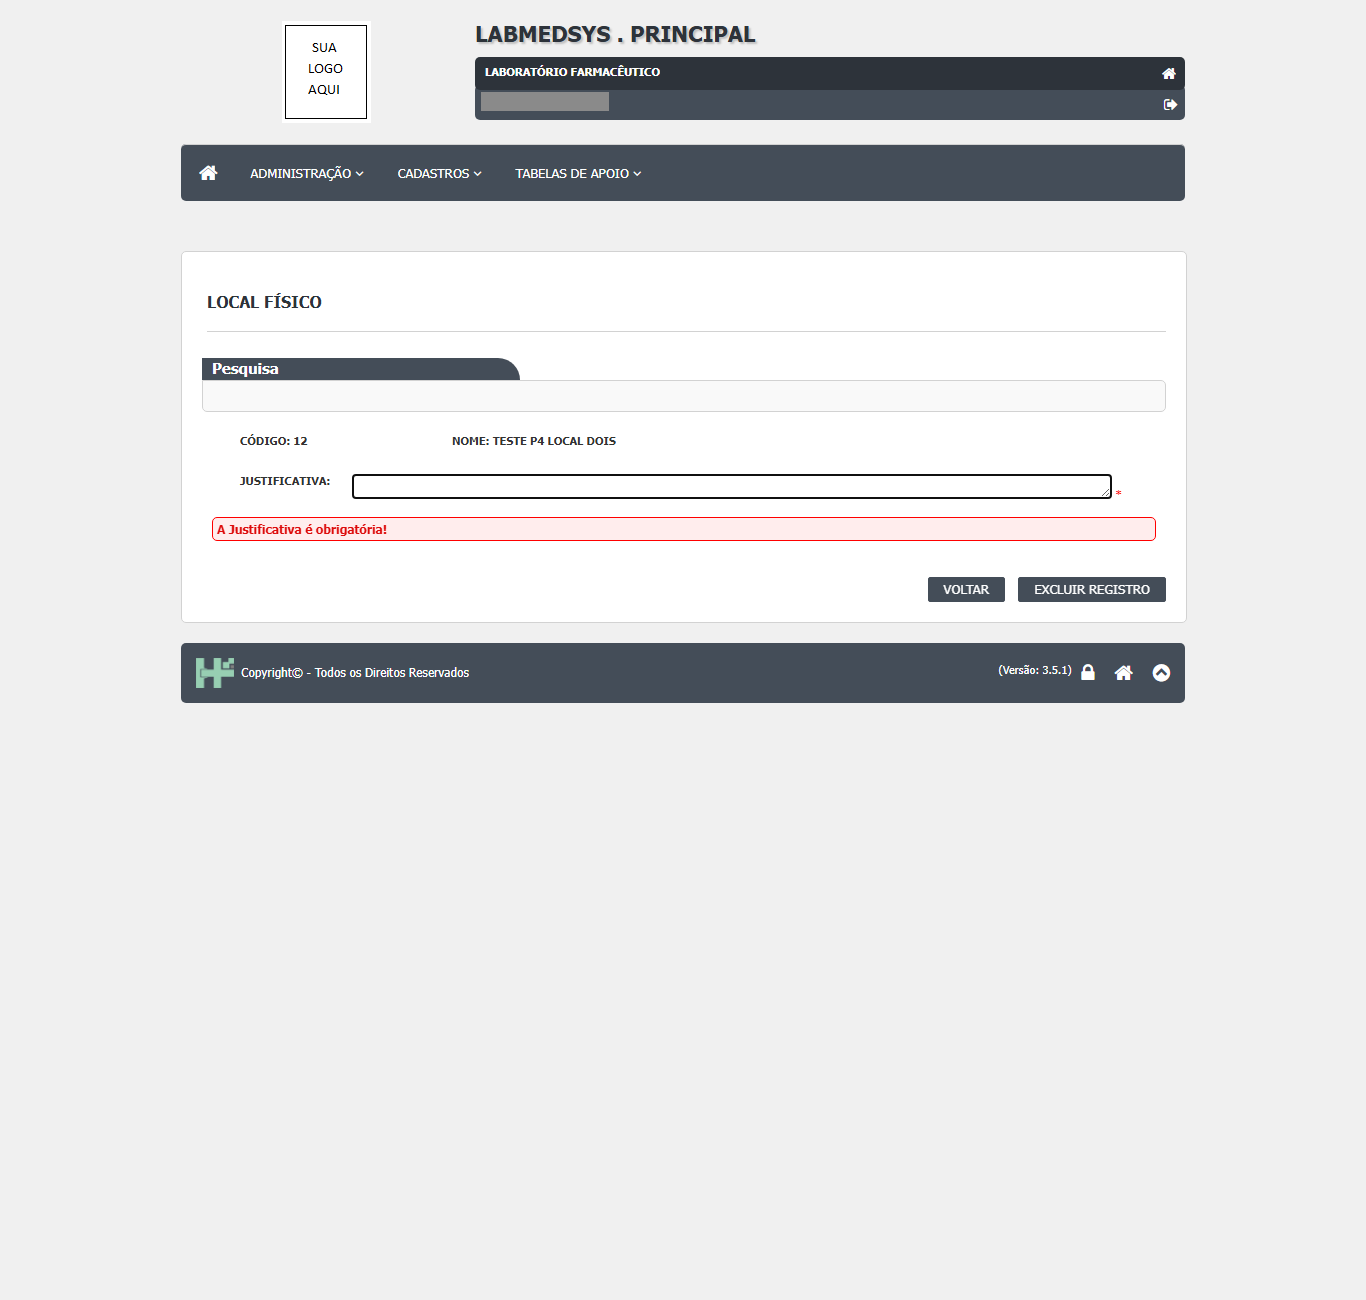 SUA
LOGO
AQUI
LABMEDSYS . PRINCIPAL
LABORATÓRIO FARMACÊUTICO
ADMINISTRAÇÃO CADASTROS TABELAS DE APOIO
LOCAL FÍSICO
Pesquisa
CÓDIGO: 12 NOME: TESTE P4 LOCAL DOIS
JUSTIFICATIVA: *
A Justificativa é obrigatória!
VOLTAR EXCLUIR REGISTRO
Copyright© - Todos os Direitos Reservados (Versão: 3.5.1)